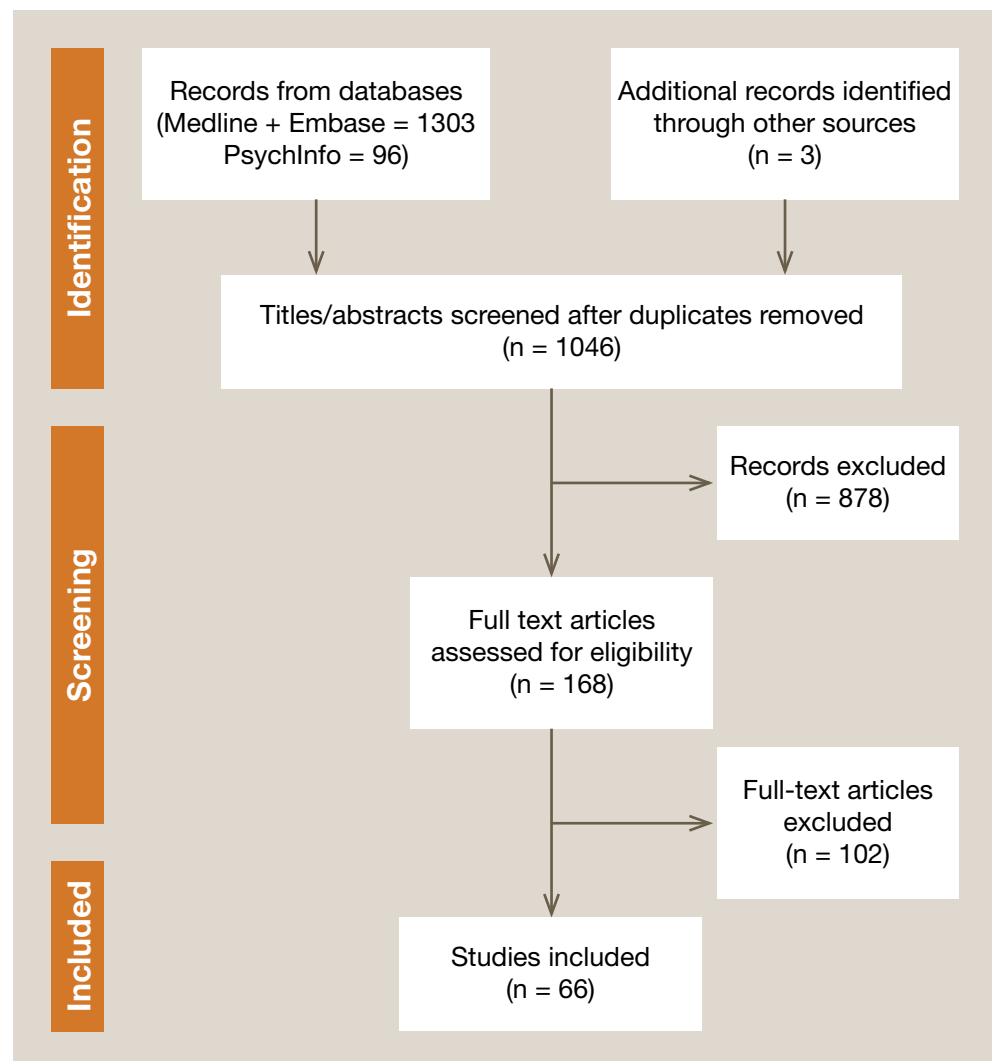 Identification
Records from databases
(Medline + Embase = 1303
PsychInfo = 96)
Additional records identified
through other sources
(n = 3)
Titles/abstracts screened after duplicates removed
(n = 1046)
Screening
Records excluded
(n = 878)
Full text articles
assessed for eligibility
(n = 168)
Full-text articles
excluded
(n = 102)
Included
Studies included
(n = 66)